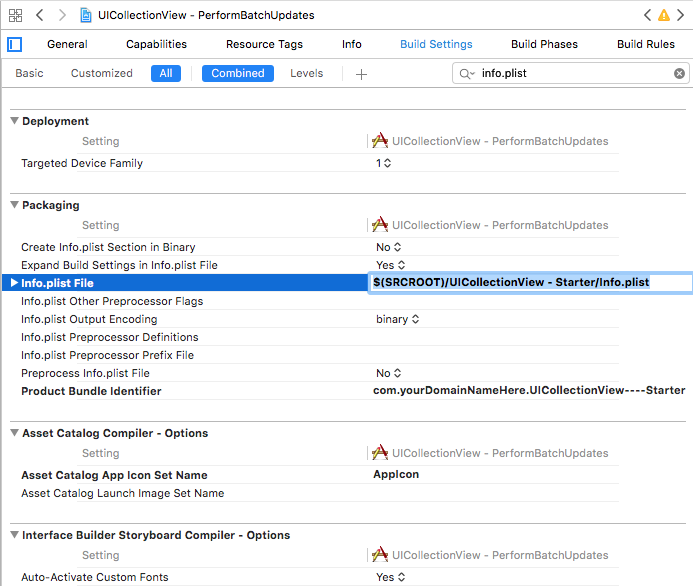 UICollectionView - PerformBatchUpdates
General Capabilities Resource Tags Info Build Settings Build Phases Build Rules
Basic Customized All Combined Levels + info.plist
Deployment
Setting UICollectionView - PerformBatchUpdates
Targeted Device Family 1
Packaging
Setting UICollectionView - PerformBatchUpdates
Create Info.plist Section in Binary No
Expand Build Settings in Info.plist File Yes
Info.plist File $(SRCROOT)/UICollectionView - Starter/Info.plist
Info.plist Other Preprocessor Flags
Info.plist Output Encoding binary
Info.plist Preprocessor Definitions
Info.plist Preprocessor Prefix File
Preprocess Info.plist File No
Product Bundle Identifier com.yourDomainNameHere.UICollectionView----Starter
Asset Catalog Compiler - Options
Setting UICollectionView - PerformBatchUpdates
Asset Catalog App Icon Set Name AppIcon
Asset Catalog Launch Image Set Name
Interface Builder Storyboard Compiler - Options
Setting UICollectionView - PerformBatchUpdates
Auto-Activate Custom Fonts Yes